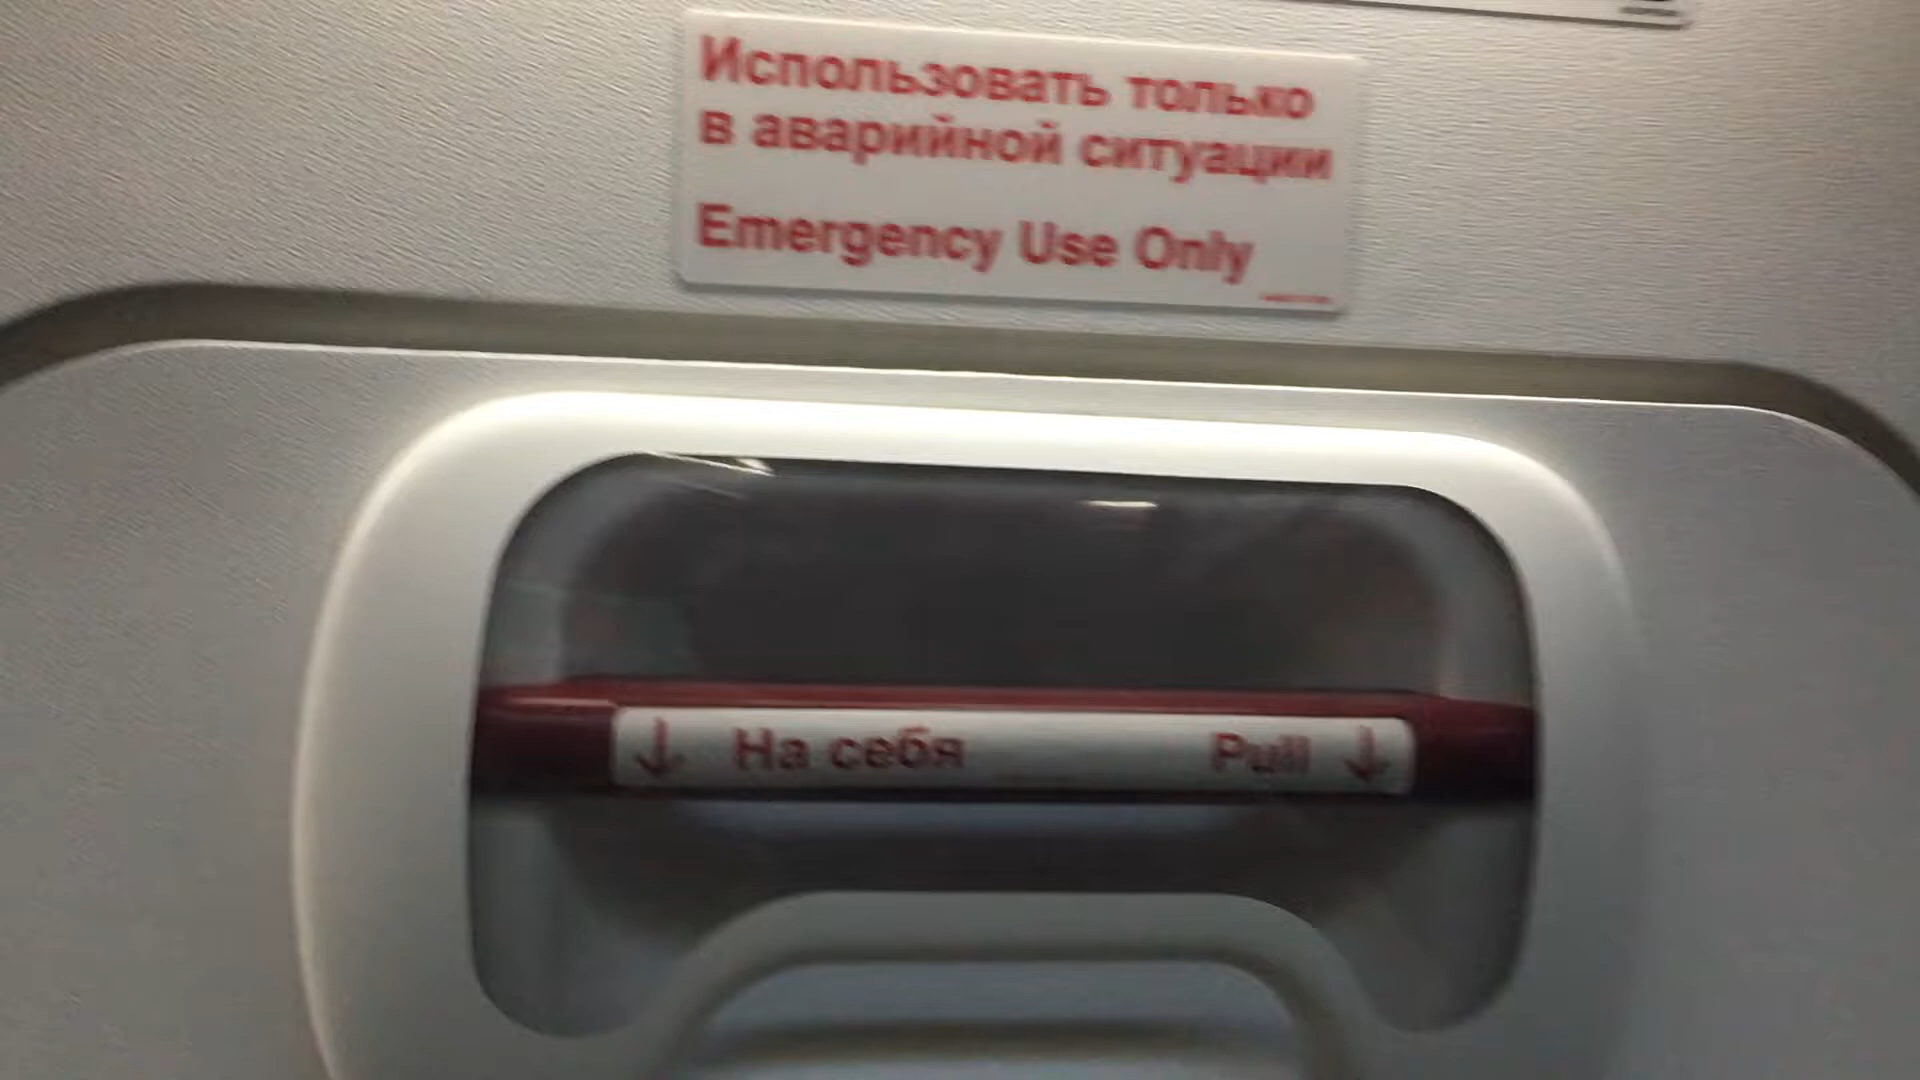 Использовать только
в аварийной ситуации
Emergency Use Only
↓ На себя Pull ↓